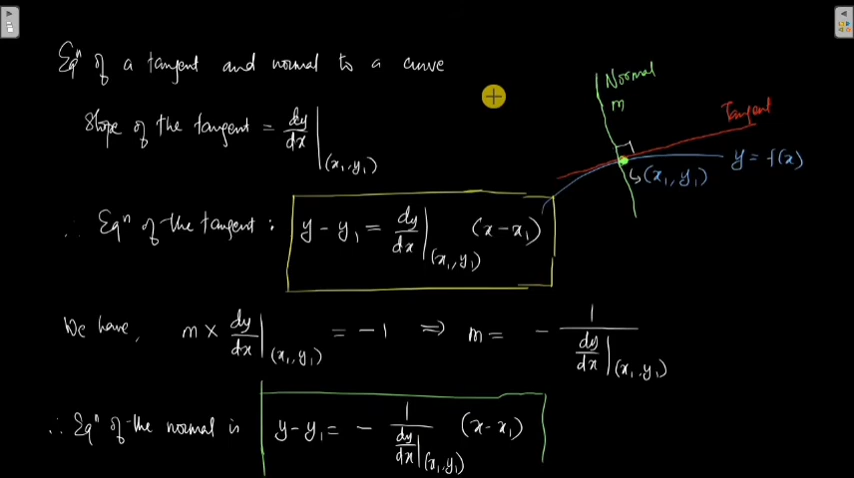 Eqⁿ of a tangent and normal to a curve
Slope of the tangent = dy/dx|(x₁,y₁)
∴ Eqⁿ of the tangent : y - y₁ = dy/dx|(x₁,y₁) (x - x₁)
We have, m × dy/dx|(x₁,y₁) = -1 ⇒ m = - 1/(dy/dx|(x₁,y₁))
∴ Eqⁿ of the normal is y - y₁ = - 1/(dy/dx|(x₁,y₁)) (x - x₁)
Normal
m
Tangent
y = f(x)
(x₁, y₁)